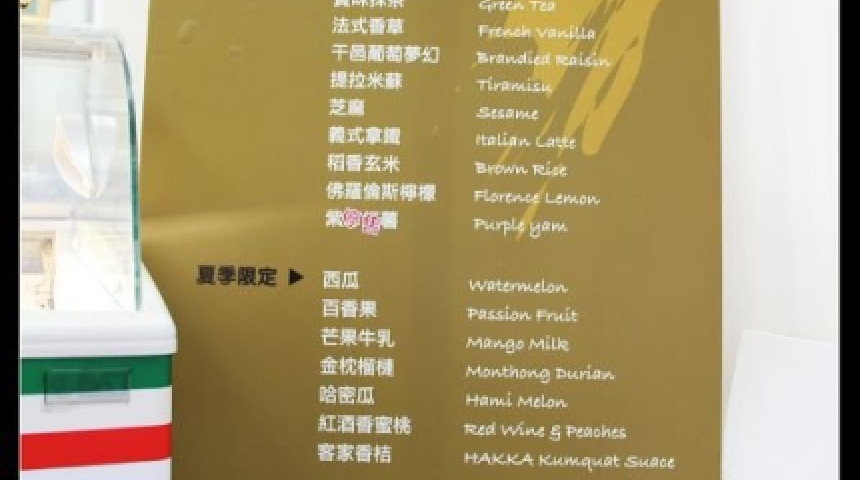 Green Tea
法式香草 French Vanilla
干邑葡萄夢幻 Brandied Raisin
提拉米蘇 Tiramisu
芝麻 Sesame
義式拿鐵 Italian Latte
稻香玄米 Brown Rice
佛羅倫斯檸檬 Florence Lemon
紫 薯 Purple yam
夏季限定 ▶ 西瓜 Watermelon
百香果 Passion Fruit
芒果牛乳 Mango Milk
金枕榴槤 Monthong Durian
哈密瓜 Hami Melon
紅酒香蜜桃 Red Wine & Peaches
客家香桔 HAKKA Kumquat Suace